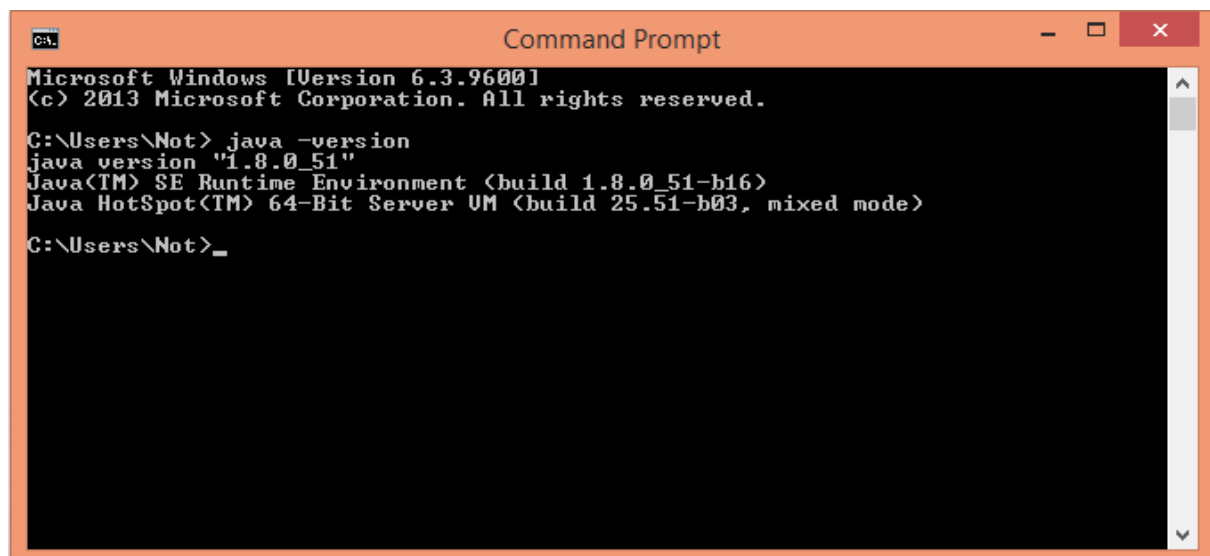 Command Prompt
Microsoft Windows [Version 6.3.9600]
(c) 2013 Microsoft Corporation. All rights reserved.
C:\Users\Not> java -version
java version "1.8.0_51"
Java(TM) SE Runtime Environment (build 1.8.0_51-b16)
Java HotSpot(TM) 64-Bit Server VM (build 25.51-b03, mixed mode)
C:\Users\Not>_